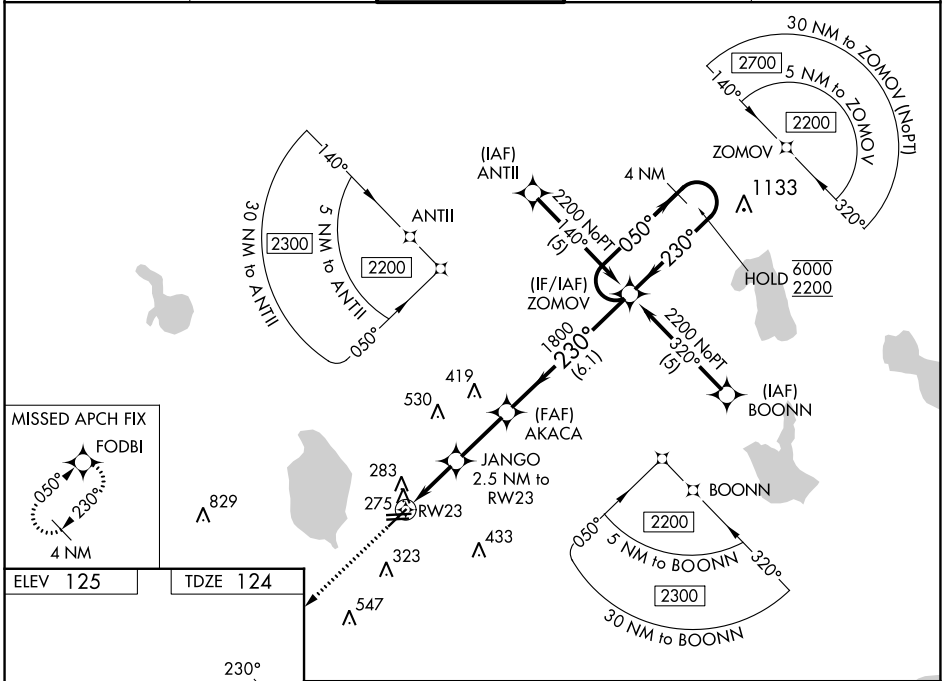 30 NM to ZOMOV (NoPT)
2700
5 NM to ZOMOV
140°
2200
ZOMOV
320°
(IAF)
ANTII
4 NM
1133
140°
2200 NoPT
140°
(5)
050°
230°
ANTII
30 NM to ANTII
2300
5 NM to ANTII
2200
050°
HOLD 6000
2200
(IF/IAF)
ZOMOV
2200 NoPT
320°
(5)
1800
230°
(6.1)
(IAF)
BOONN
419
530
(FAF)
AKACA
MISSED APCH FIX
FODBI
050°
230°
4 NM
JANGO
2.5 NM to
RW23
283
275
RW23
829
BOONN
2200
050°
5 NM to BOONN
320°
2300
30 NM to BOONN
433
323
547
ELEV 125
TDZE 124
230°